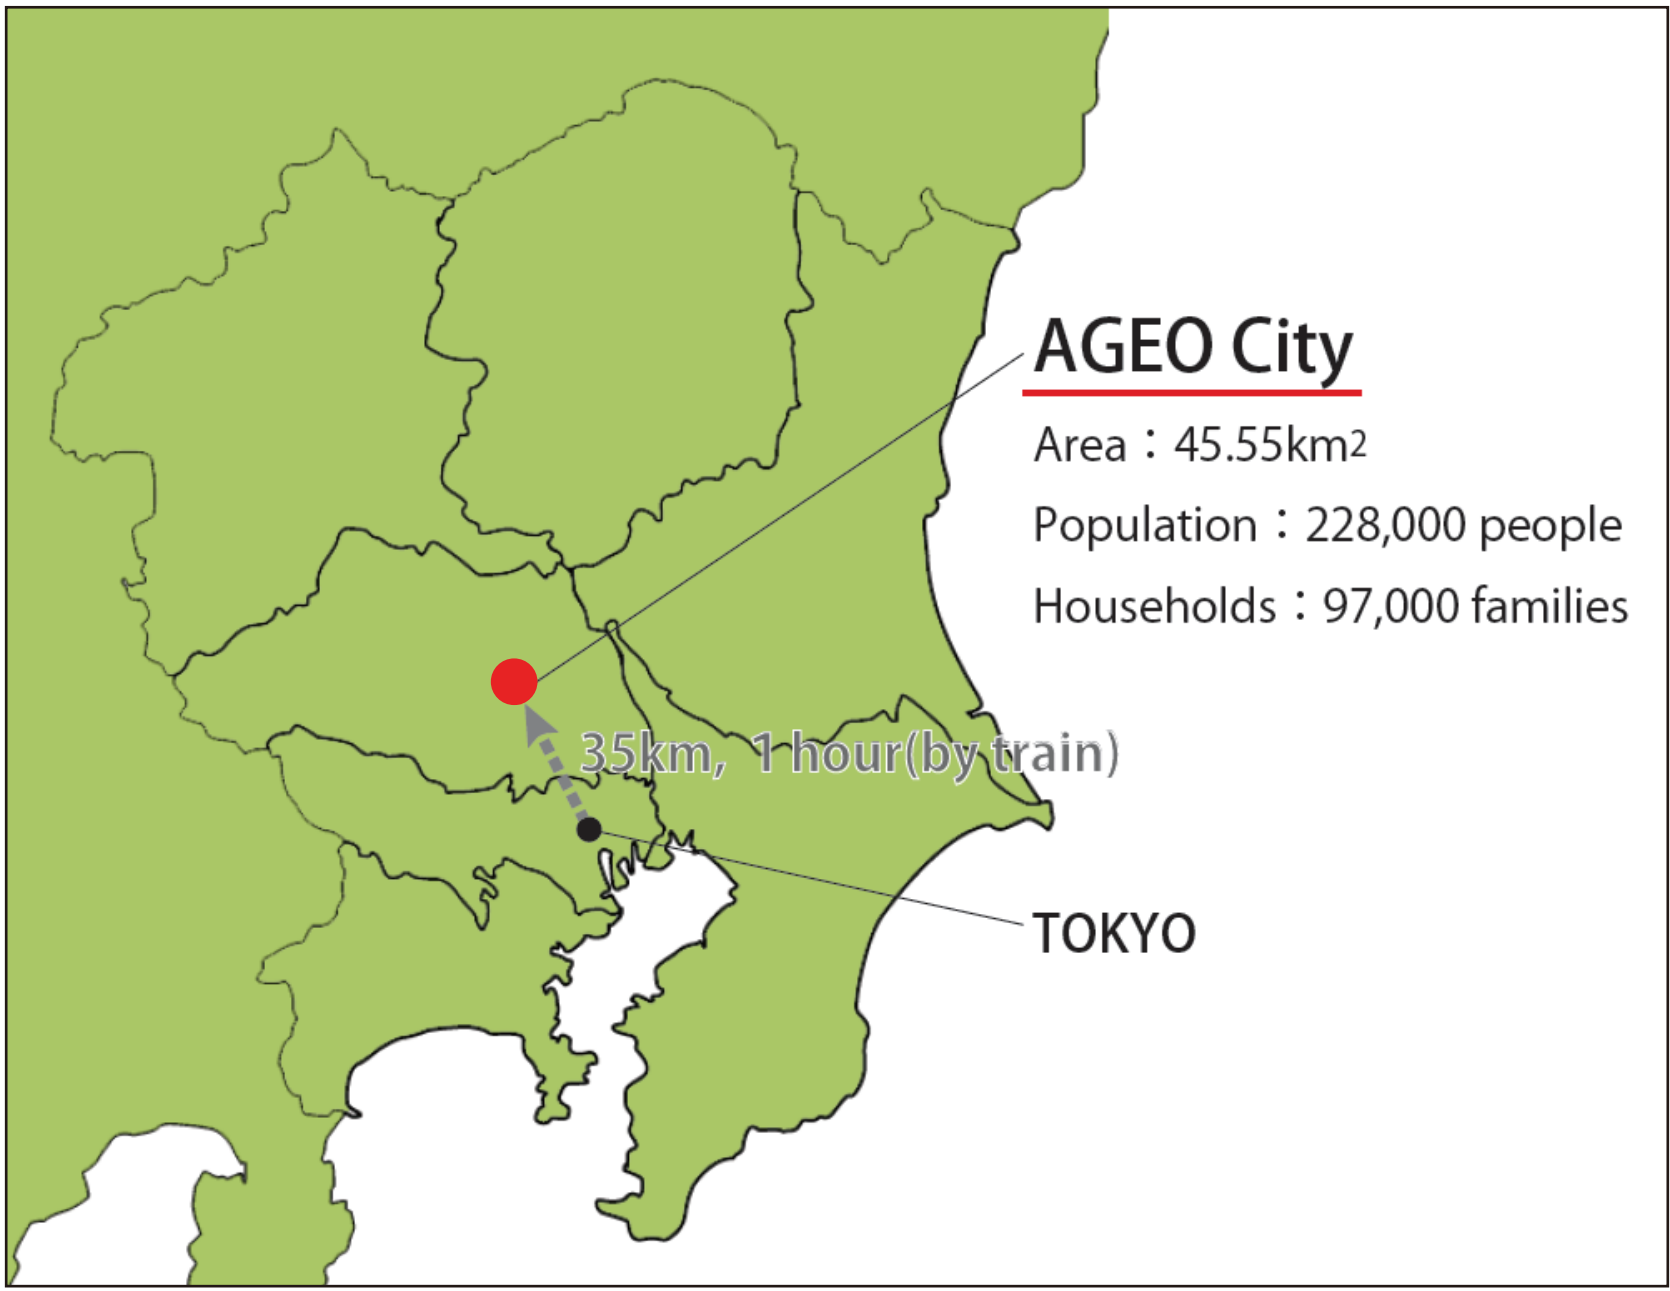 AGEO City
Area：45.55km2
Population：228,000 people
Households：97,000 families
35km, 1 hour(by train)
TOKYO